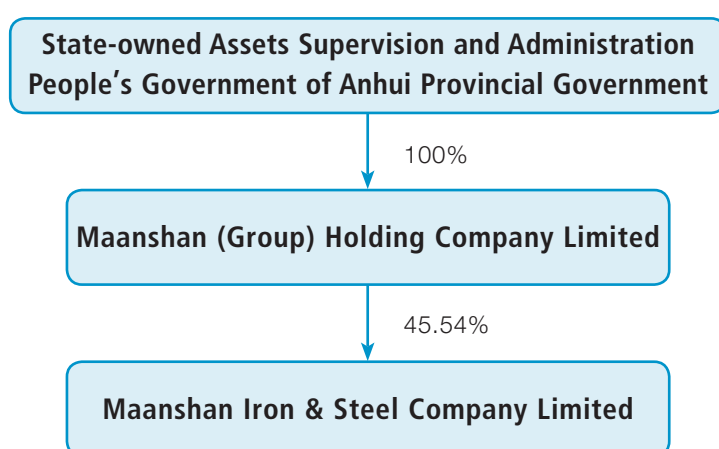 State-owned Assets Supervision and Administration
People's Government of Anhui Provincial Government
100%
Maanshan (Group) Holding Company Limited
45.54%
Maanshan Iron & Steel Company Limited